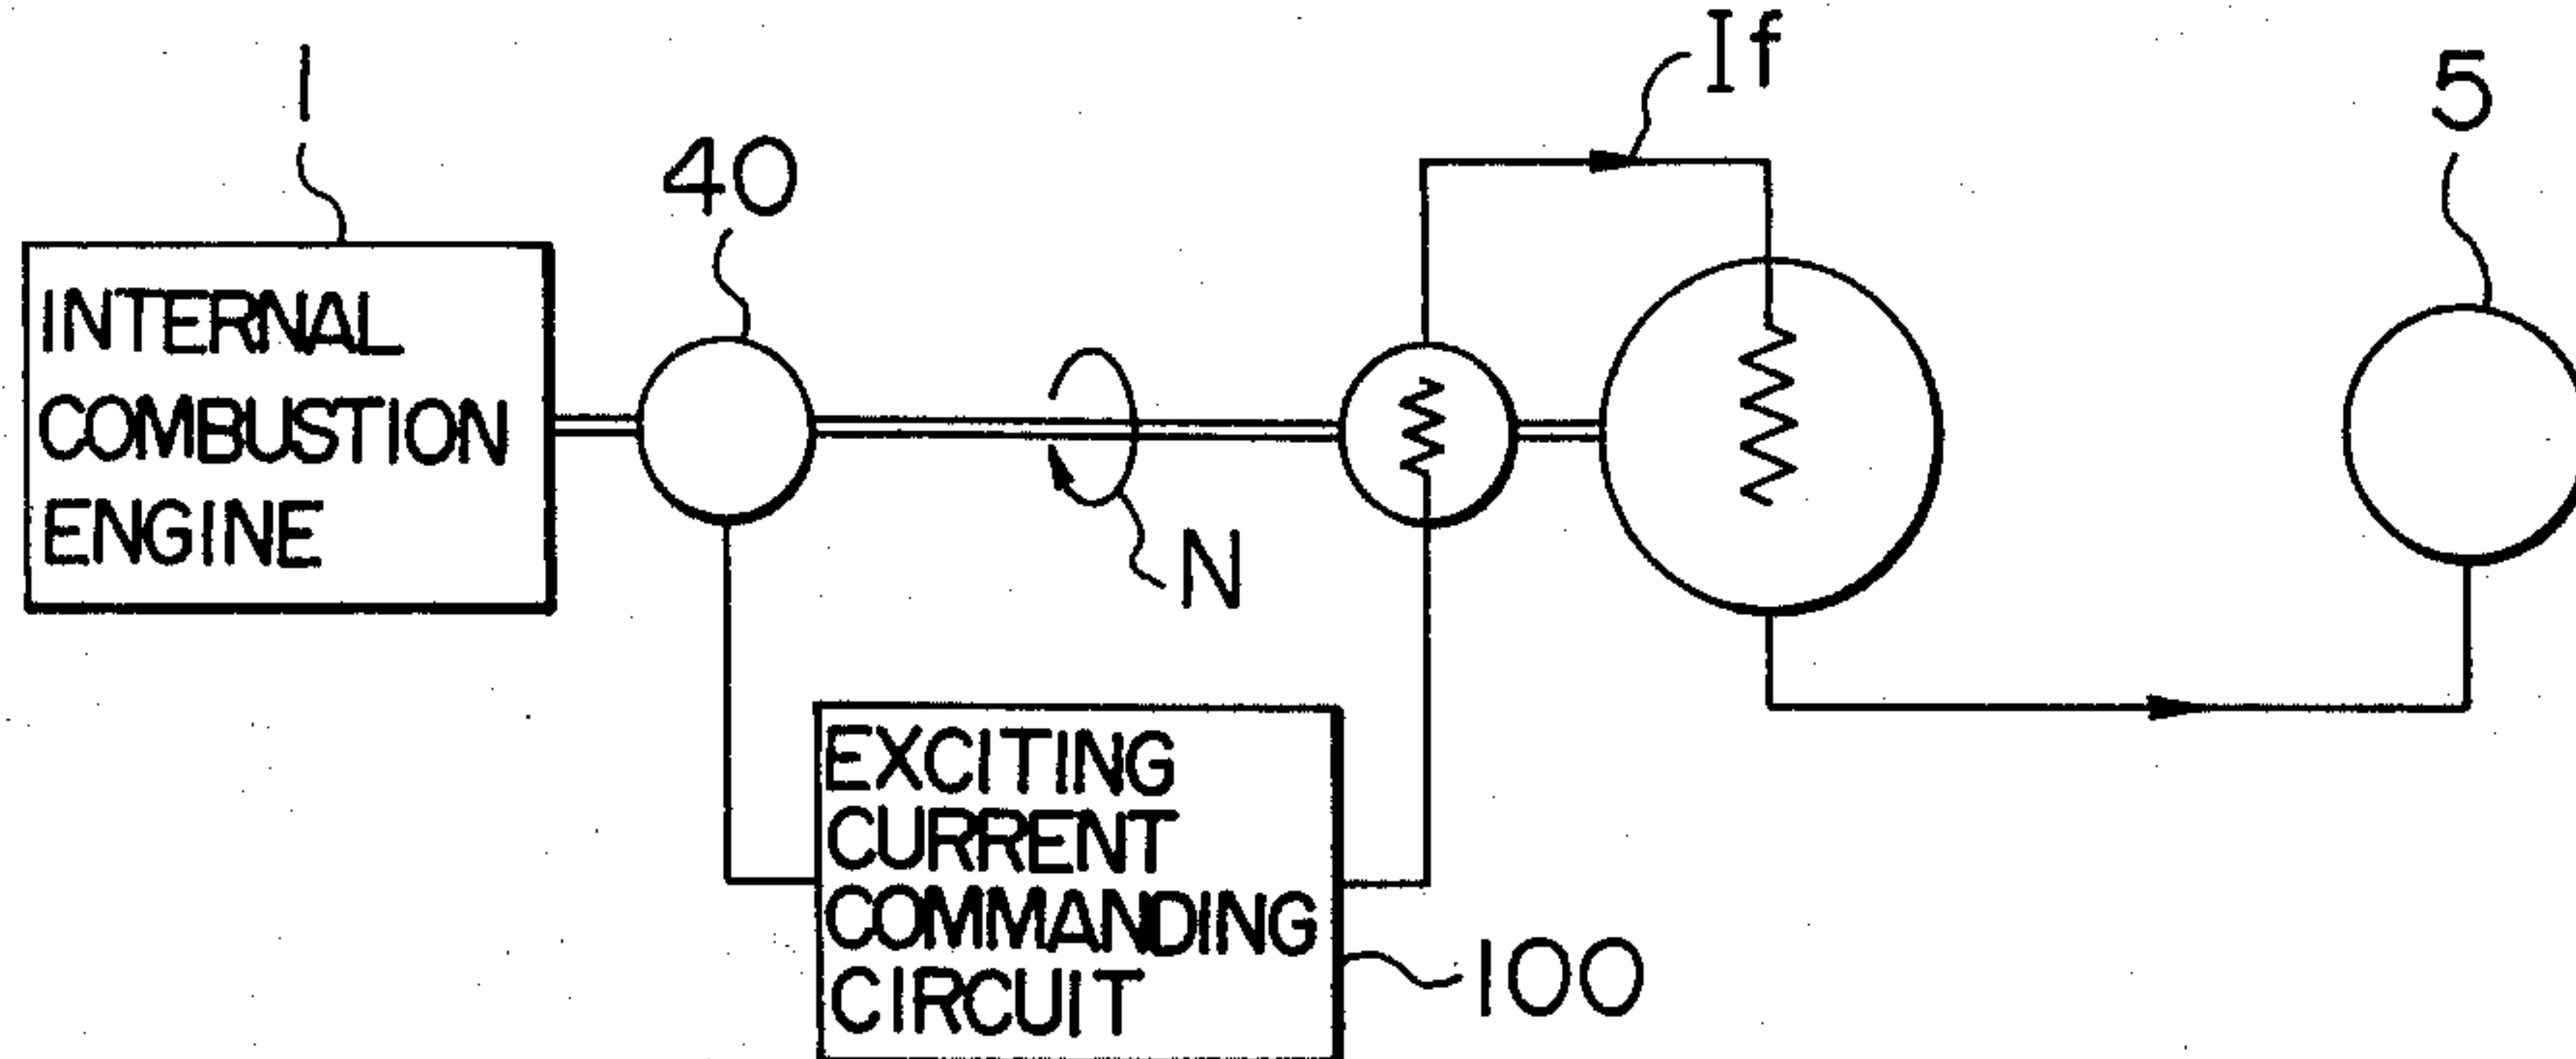 1
INTERNAL
COMBUSTION
ENGINE
40
N
If
5
EXCITING
CURRENT
COMMANDING
CIRCUIT
100